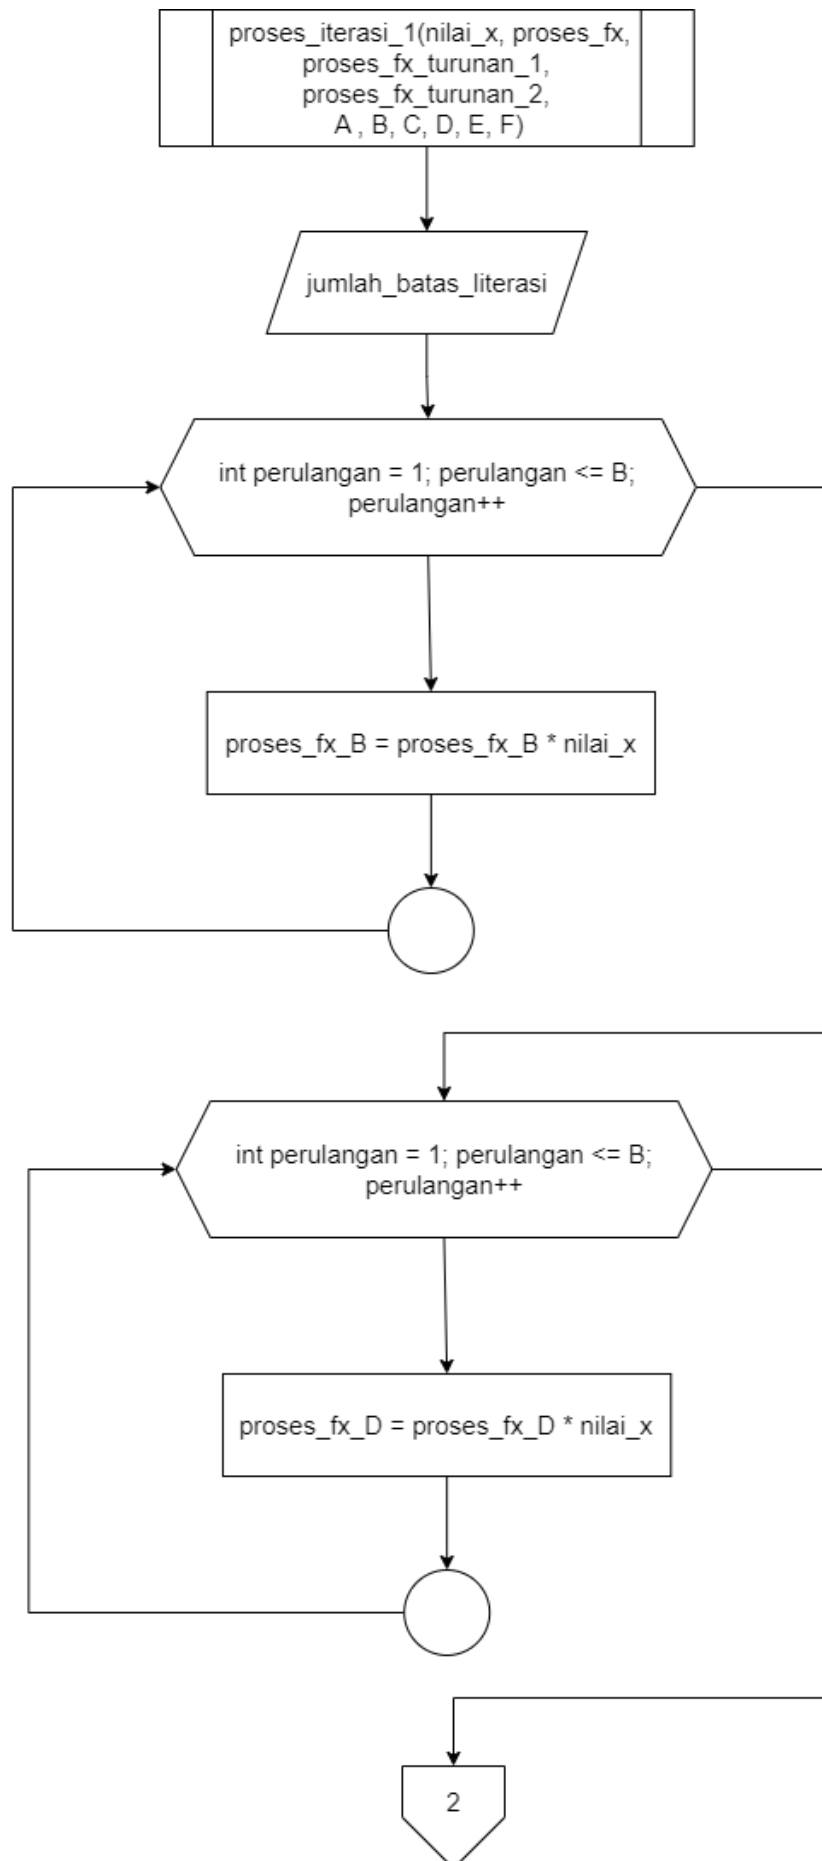 proses_iterasi_1(nilai_x, proses_fx,
proses_fx_turunan_1,
proses_fx_turunan_2,
A , B, C, D, E, F)
jumlah_batas_literasi
int perulangan = 1; perulangan <= B;
perulangan++
proses_fx_B = proses_fx_B * nilai_x
int perulangan = 1; perulangan <= B;
perulangan++
proses_fx_D = proses_fx_D * nilai_x
2